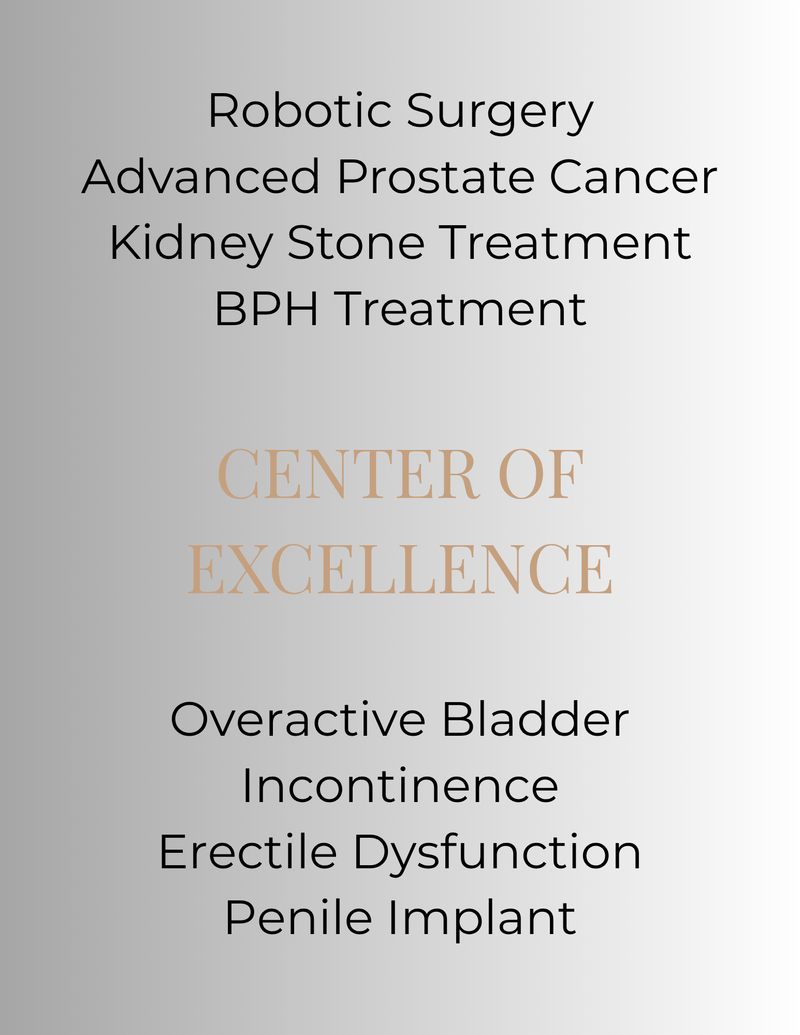 Robotic Surgery
Advanced Prostate Cancer
Kidney Stone Treatment
BPH Treatment
CENTER OF
EXCELLENCE
Overactive Bladder
Incontinence
Erectile Dysfunction
Penile Implant